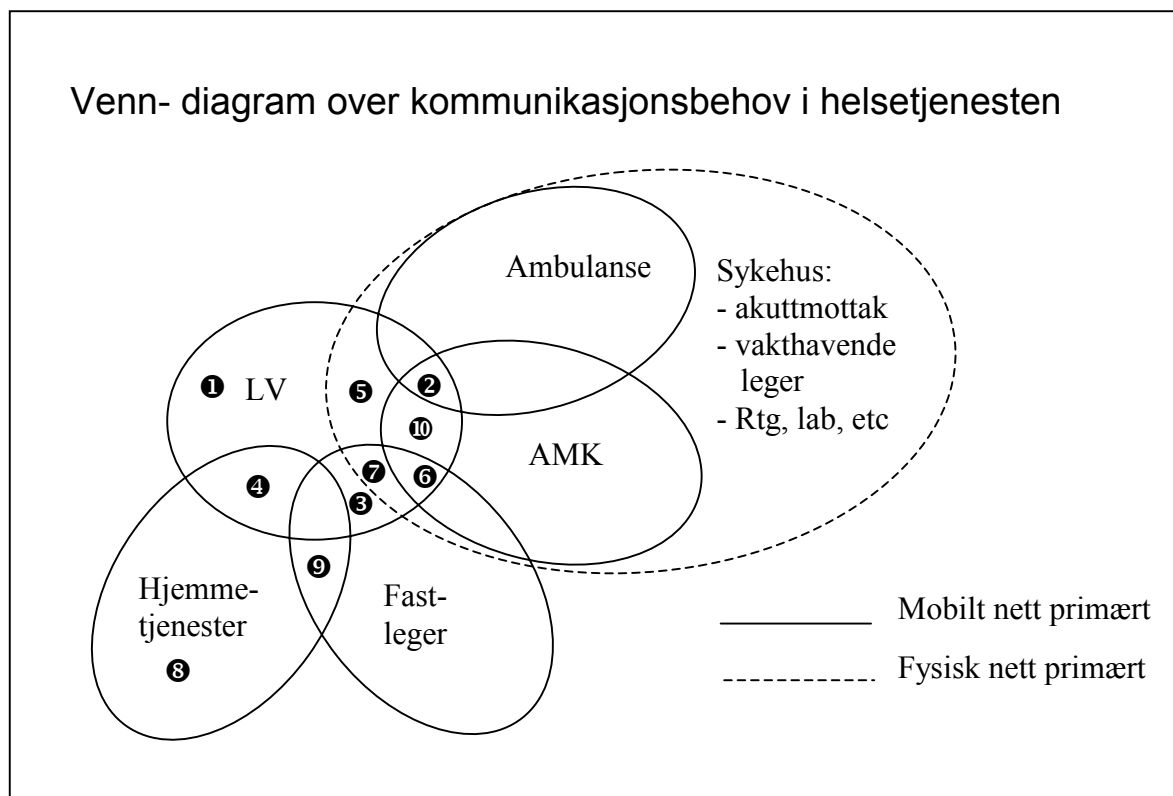 Venn- diagram over kommunikasjonsbehov i helsetjenesten
Ambulanse
Sykehus:
- akuttmottak
- vakthavende
leger
- Rtg, lab, etc
❶
LV
❺
❷
❿
AMK
❼
❻
❹
❸
❾
Hjemme-
tjenester
Fast-
leger
❽
Mobilt nett primært
Fysisk nett primært